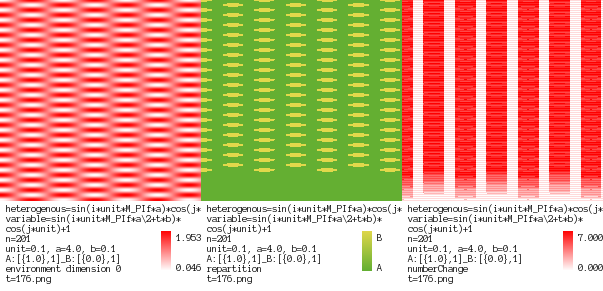 heterogenous=sin(i*unit*M_PIf*a)*cos(j*
variable=sin(i*unit*M_PIf*a\2+t*b)*
cos(j*unit)+1
n=201
unit=0.1, a=4.0, b=0.1
A:[{1.0},1]_B:[{0.0},1]
environment dimension 0
t=176.png
1.953
0.046
heterogenous=sin(i*unit*M_PIf*a)*cos(j*
variable=sin(i*unit*M_PIf*a\2+t*b)*
cos(j*unit)+1
n=201
unit=0.1, a=4.0, b=0.1
A:[{1.0},1]_B:[{0.0},1]
repartition
t=176.png
B
A
heterogenous=sin(i*unit*M_PIf*a)*cos(j*
variable=sin(i*unit*M_PIf*a\2+t*b)*
cos(j*unit)+1
n=201
unit=0.1, a=4.0, b=0.1
A:[{1.0},1]_B:[{0.0},1]
numberChange
t=176.png
7.000
0.000